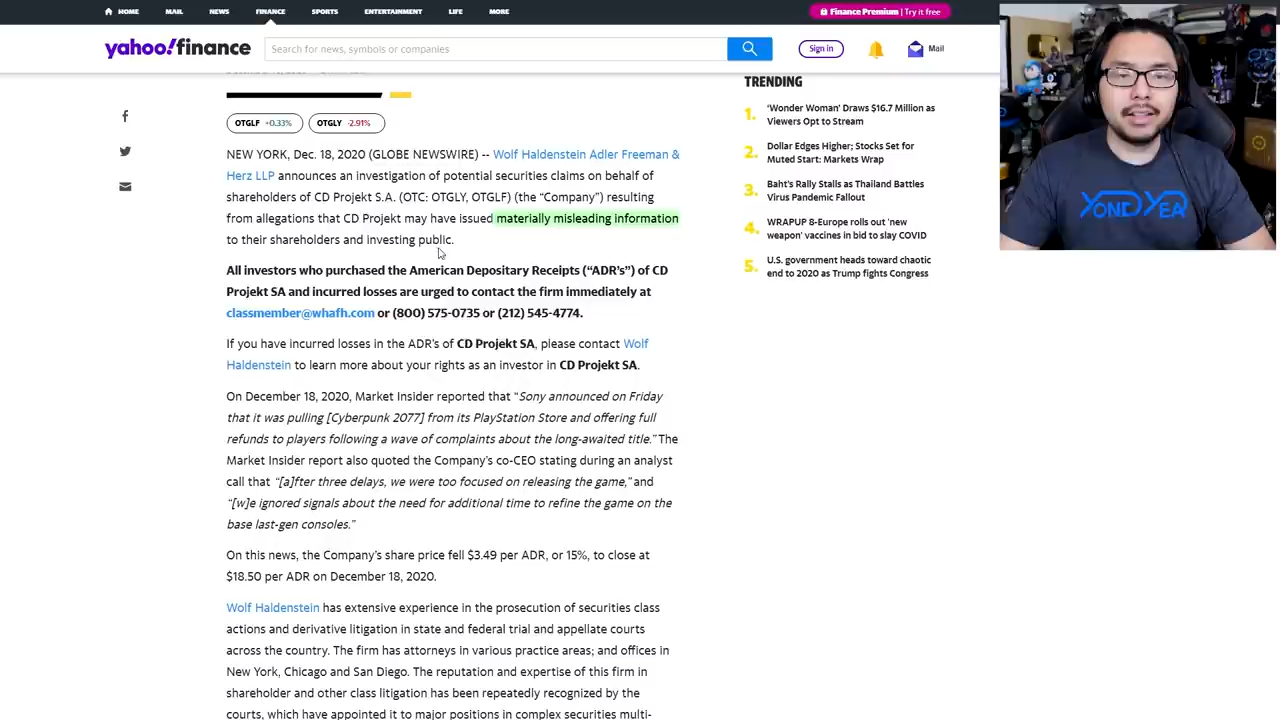 HOME MAIL NEWS FINANCE SPORTS ENTERTAINMENT LIFE MORE
Finance Premium | Try it free
yahoo!finance
Search for news, symbols or companies
Sign in
Mail
OTGLF +0.33% OTGLY -2.91%
NEW YORK, Dec. 18, 2020 (GLOBE NEWSWIRE) -- Wolf Haldenstein Adler Freeman &
Herz LLP announces an investigation of potential securities claims on behalf of
shareholders of CD Projekt S.A. (OTC: OTGLY, OTGLF) (the “Company”) resulting
from allegations that CD Projekt may have issued materially misleading information
to their shareholders and investing public.
All investors who purchased the American Depositary Receipts (“ADR’s”) of CD
Projekt SA and incurred losses are urged to contact the firm immediately at
classmember@whafh.com or (800) 575-0735 or (212) 545-4774.
If you have incurred losses in the ADR’s of CD Projekt SA, please contact Wolf
Haldenstein to learn more about your rights as an investor in CD Projekt SA.
On December 18, 2020, Market Insider reported that “Sony announced on Friday
that it was pulling [Cyberpunk 2077] from its PlayStation Store and offering full
refunds to players following a wave of complaints about the long-awaited title.” The
Market Insider report also quoted the Company’s co-CEO stating during an analyst
call that “[a]fter three delays, we were too focused on releasing the game,” and
“[w]e ignored signals about the need for additional time to refine the game on the
base last-gen consoles.”
On this news, the Company’s share price fell $3.49 per ADR, or 15%, to close at
$18.50 per ADR on December 18, 2020.
Wolf Haldenstein has extensive experience in the prosecution of securities class
actions and derivative litigation in state and federal trial and appellate courts
across the country. The firm has attorneys in various practice areas; and offices in
New York, Chicago and San Diego. The reputation and expertise of this firm in
shareholder and other class litigation has been repeatedly recognized by the
courts, which have appointed it to major positions in complex securities multi-
TRENDING
1. ‘Wonder Woman’ Draws $16.7 Million as
Viewers Opt to Stream
2. Dollar Edges Higher; Stocks Set for
Muted Start: Markets Wrap
3. Baht’s Rally Stalls as Thailand Battles
Virus Pandemic Fallout
4. WRAPUP 8-Europe rolls out ‘new
weapon’ vaccines in bid to slay COVID
5. U.S. government heads toward chaotic
end to 2020 as Trump fights Congress
YONGYEA